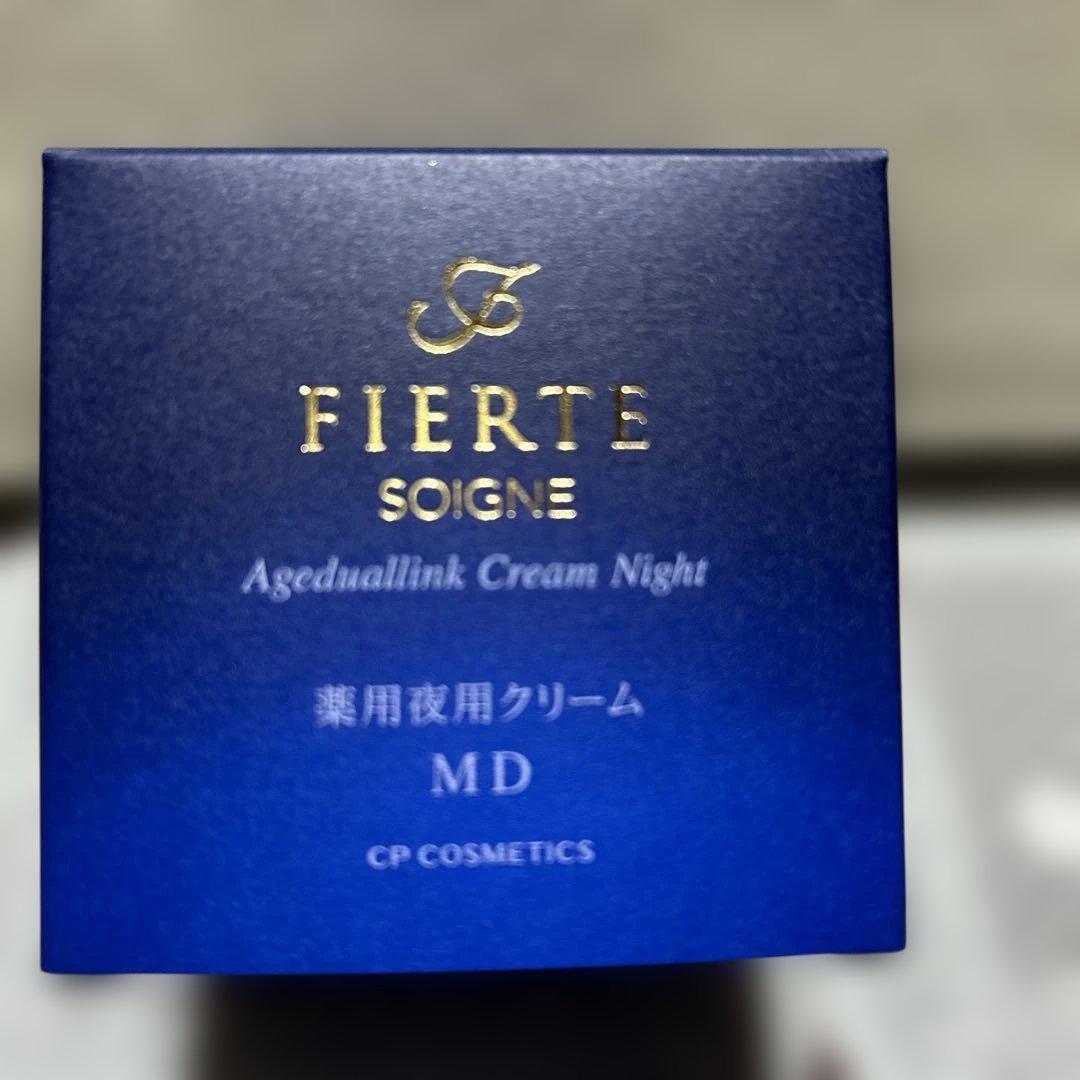 FIERTE
SOIGNE
Ageduallink Cream Night
薬用夜用クリーム
MD
CP COSMETICS